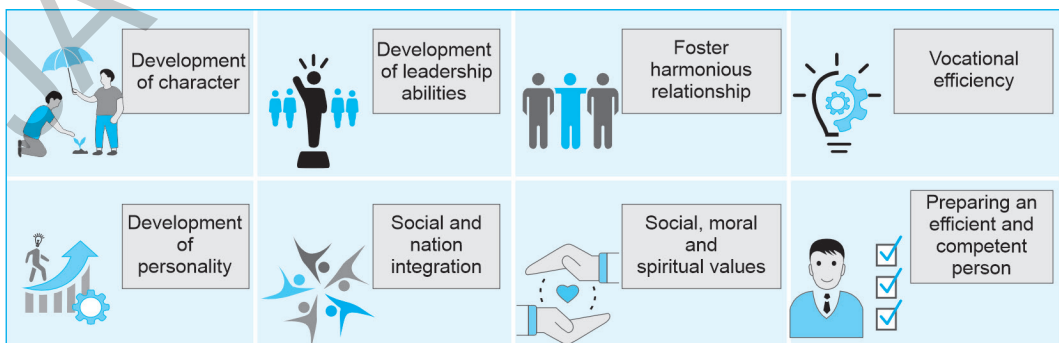 Development
of character
Development
of leadership
abilities
Foster
harmonious
relationship
Vocational
efficiency
Development
of
personality
Social and
nation
integration
Social, moral
and
spiritual values
Preparing an
efficient and
competent
person